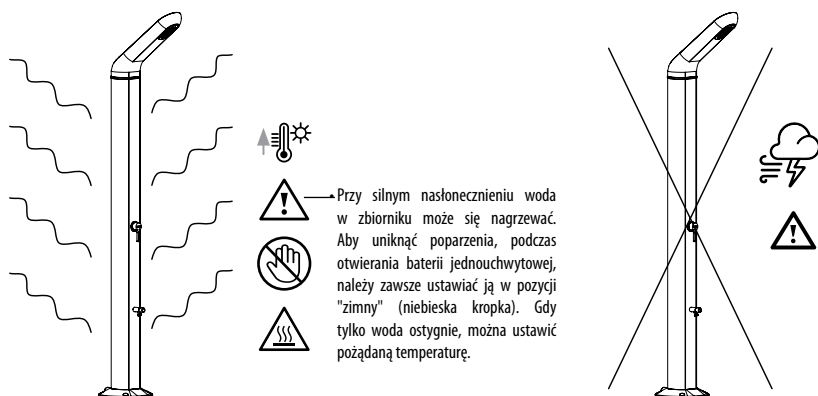 Przy silnym nasłonecznieniu woda
w zbiorniku może się nagrzewać.
Aby uniknąć poparzenia, podczas
otwierania baterii jednouchwytowej,
należy zawsze ustawiać ją w pozycji
"zimny" (niebieska kropka). Gdy
tylko woda ostygnie, można ustawić
pożądaną temperaturę.